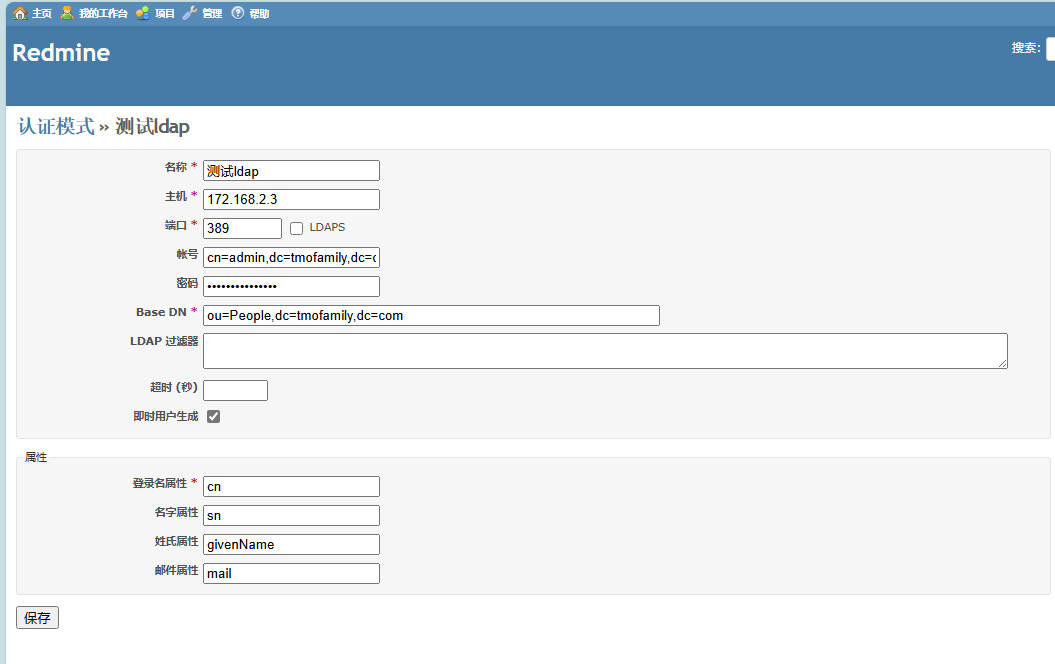 主页 我的工作台 项目 管理 帮助
Redmine
搜索:
认证模式 » 测试ldap
名称 * 测试ldap
主机 * 172.168.2.3
端口 * 389 LDAPS
帐号 cn=admin,dc=tmofamily,dc=c
密码 •••••••••••••••
Base DN * ou=People,dc=tmofamily,dc=com
LDAP 过滤器
超时 (秒)
即时用户生成
属性
登录名属性 * cn
名字属性 sn
姓氏属性 givenName
邮件属性 mail
保存